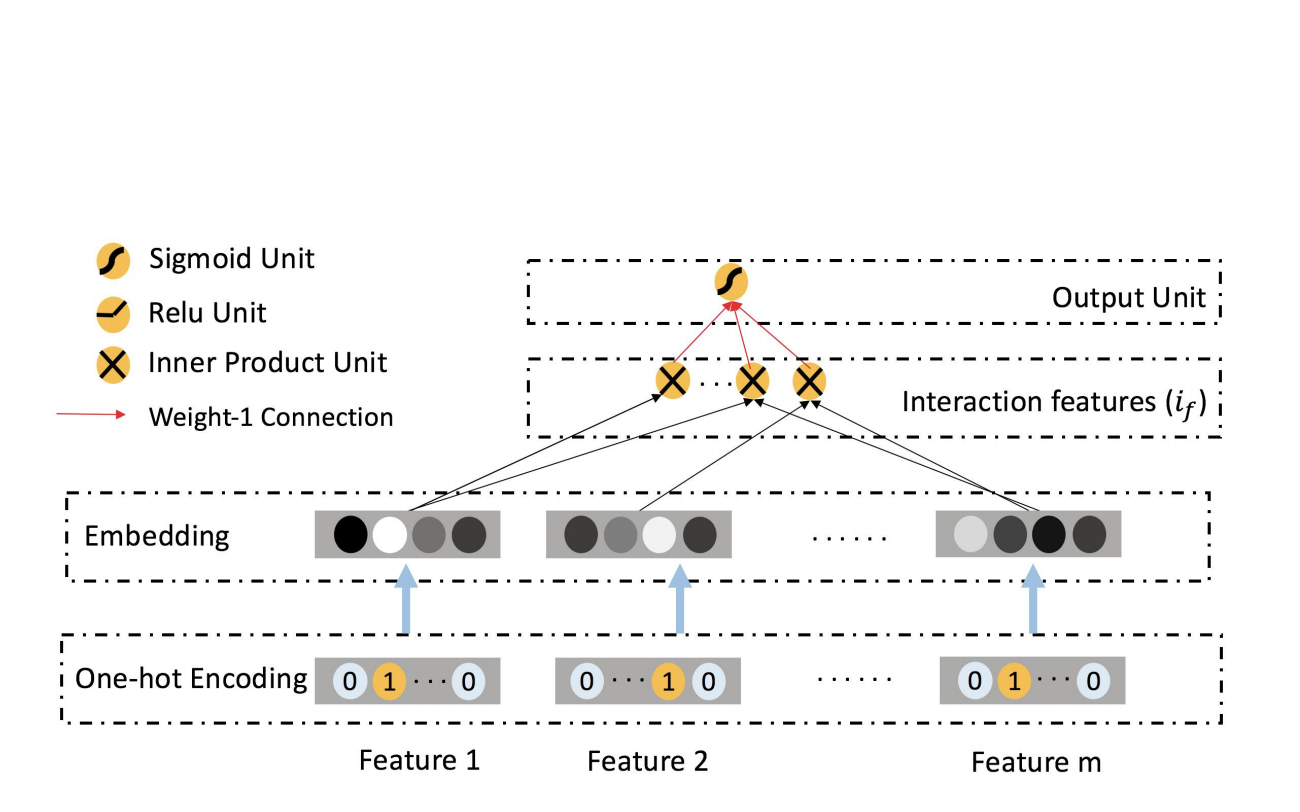 Sigmoid Unit
Relu Unit
Inner Product Unit
Weight-1 Connection
Output Unit
...
Interaction features (i_f)
Embedding
......
One-hot Encoding
0 1 ... 0
0 ... 1 0
......
0 1 ... 0
Feature 1
Feature 2
Feature m